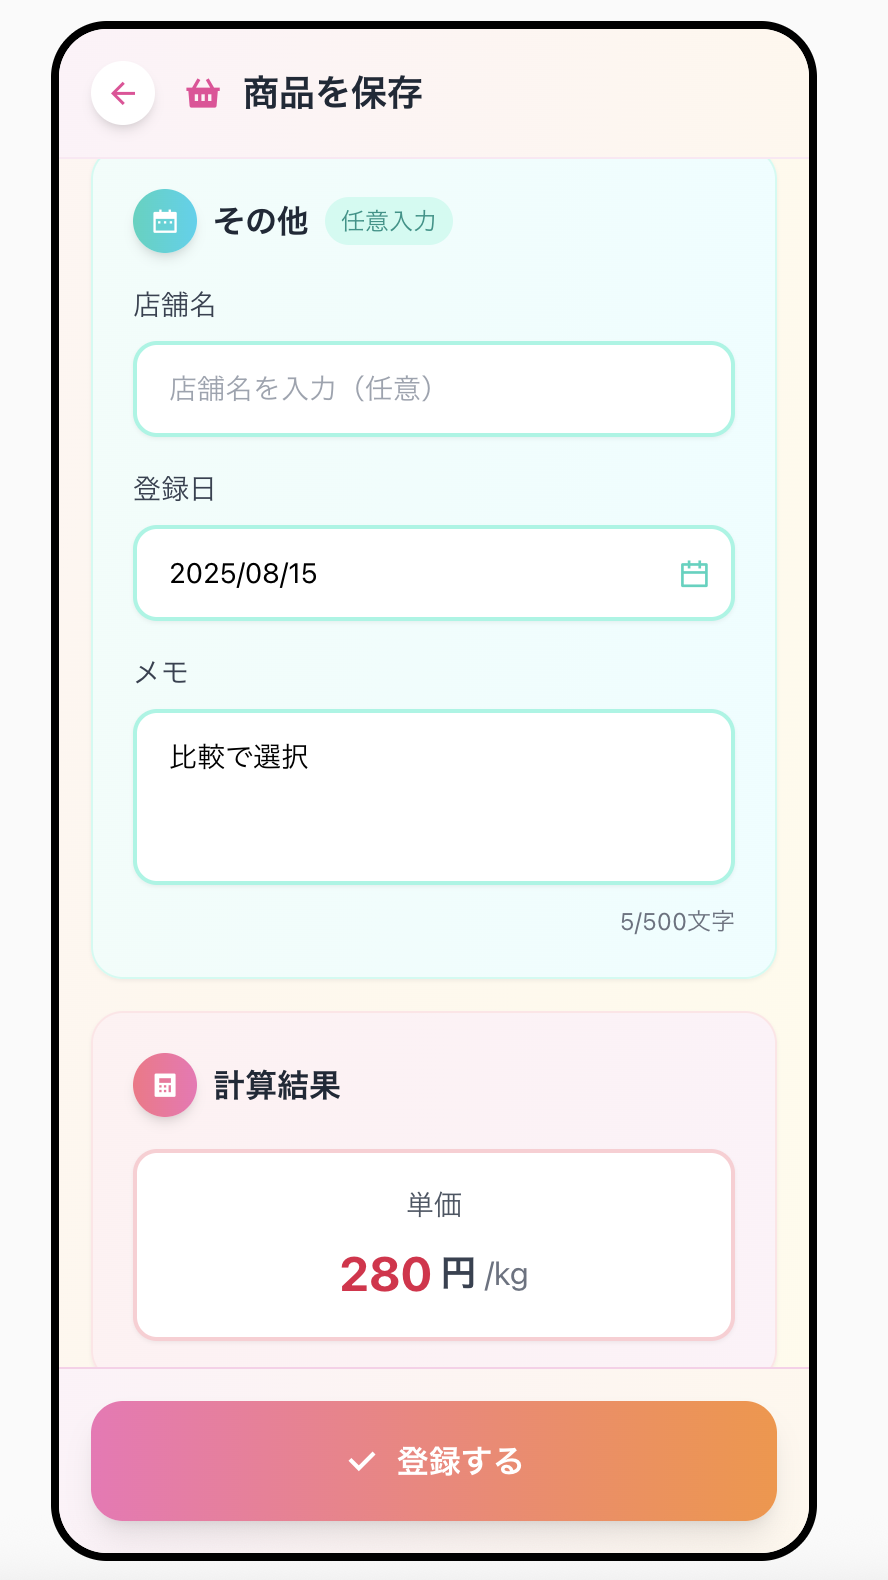 商品を保存
その他 任意入力
店舗名
店舗名を入力（任意）
登録日
2025/08/15
メモ
比較で選択
5/500文字
計算結果
単価
280 円 /kg
登録する